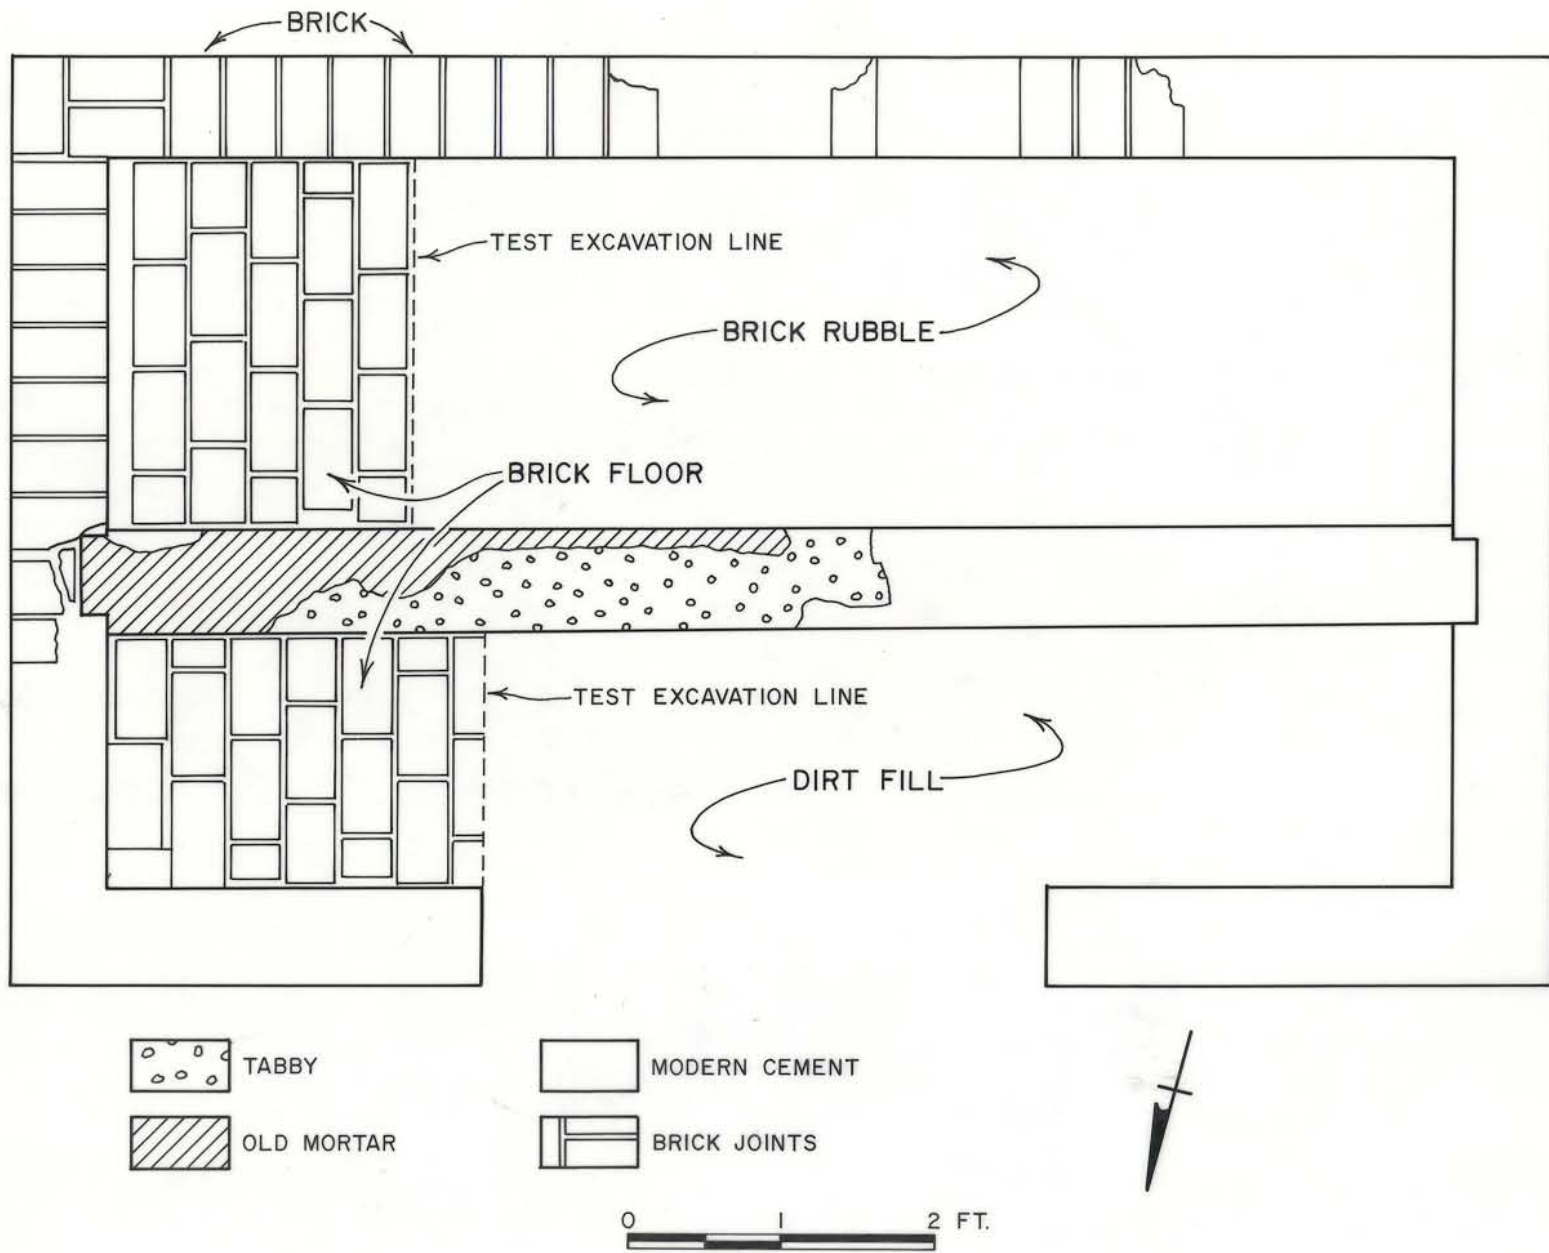 BRICK
TEST EXCAVATION LINE
BRICK RUBBLE
BRICK FLOOR
TEST EXCAVATION LINE
DIRT FILL
TABBY
MODERN CEMENT
OLD MORTAR
BRICK JOINTS
0 1 2 FT.